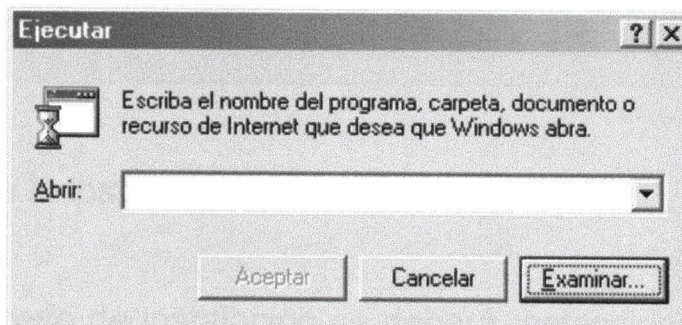 Ejecutar
Escriba el nombre del programa, carpeta, documento o
recurso de Internet que desea que Windows abra.
Abrir:
Aceptar Cancelar Examinar...